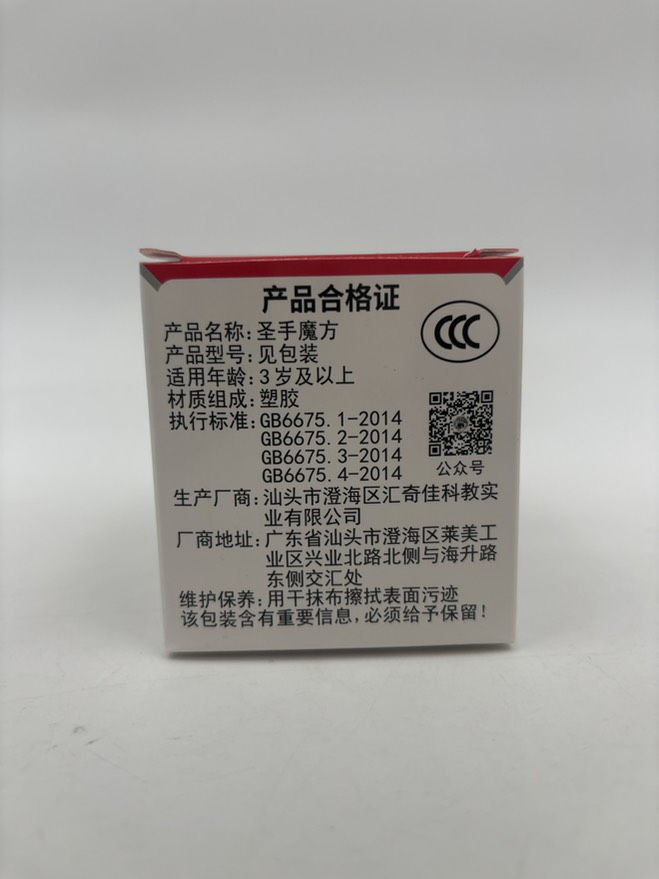 产品合格证
产品名称:圣手魔方
产品型号:见包装
适用年龄:3岁及以上
材质组成:塑胶
执行标准:GB6675.1-2014
GB6675.2-2014
GB6675.3-2014
GB6675.4-2014
CCC
公众号
生产厂商:汕头市澄海区汇奇佳科教实
业有限公司
厂商地址:广东省汕头市澄海区莱美工
业区兴业北路北侧与海升路
东侧交汇处
维护保养:用干抹布擦拭表面污迹
该包装含有重要信息,必须给予保留!